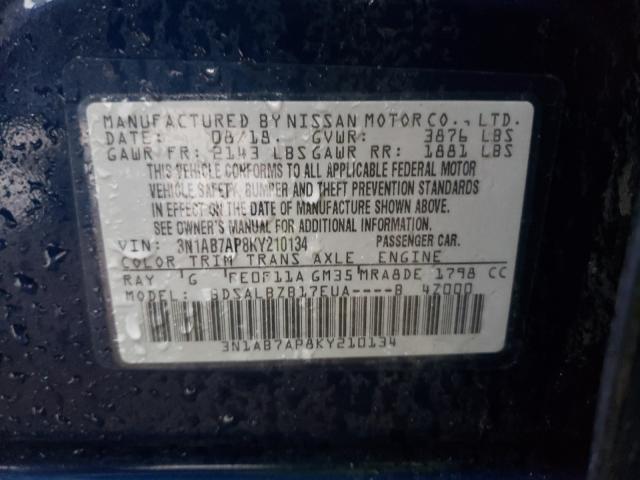 MANUFACTURED BY NISSAN MOTOR CO., LTD.
DATE: 08/18. GVWR: 3876 LBS
GAWR FR: 2143 LBS GAWR RR: 1881 LBS
THIS VEHICLE CONFORMS TO ALL APPLICABLE FEDERAL MOTOR
VEHICLE SAFETY, BUMPER AND THEFT PREVENTION STANDARDS
IN EFFECT ON THE DATE OF MANUFACTURE SHOWN ABOVE.
SEE OWNER'S MANUAL FOR ADDITIONAL INFORMATION.
VIN: 3N1AB7AP8KY210134 PASSENGER CAR.
COLOR TRIM TRANS AXLE ENGINE
RAY G FE0F11A GM35 MRA8DE 1798 CC
MODEL: BDSALBZB17EUA----B 47000
3N1AB7AP8KY210134